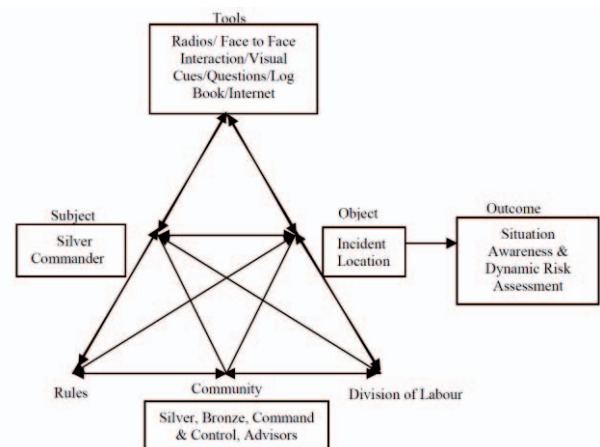 Tools
Radios/ Face to Face
Interaction/Visual
Cues/Questions/Log
Book/Internet
Subject
Silver
Commander
Object
Incident
Location
Outcome
Situation
Awareness &
Dynamic Risk
Assessment
Rules
Community
Division of Labour
Silver, Bronze, Command
& Control, Advisors